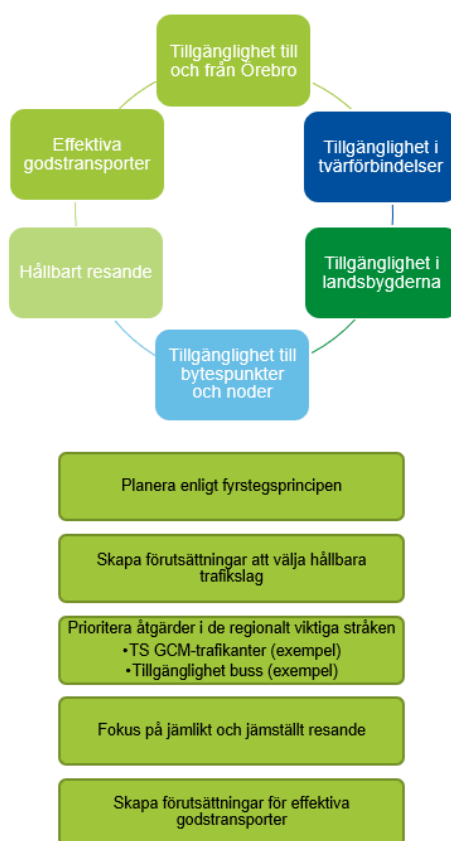 Tillgänglighet till
och från Örebro
Effektiva
godstransporter
Tillgänglighet i
tvärförbindelser
Hållbart resande
Tillgänglighet i
landsbygderna
Tillgänglighet till
bytespunkter
och noder
Planera enligt fyrstegsprincipen
Skapa förutsättningar att välja hållbara
trafikslag
Prioritera åtgärder i de regionalt viktiga stråken
•TS GCM-trafikanter (exempel)
•Tillgänglighet buss (exempel)
Fokus på jämlikt och jämställt resande
Skapa förutsättningar för effektiva
godstransporter